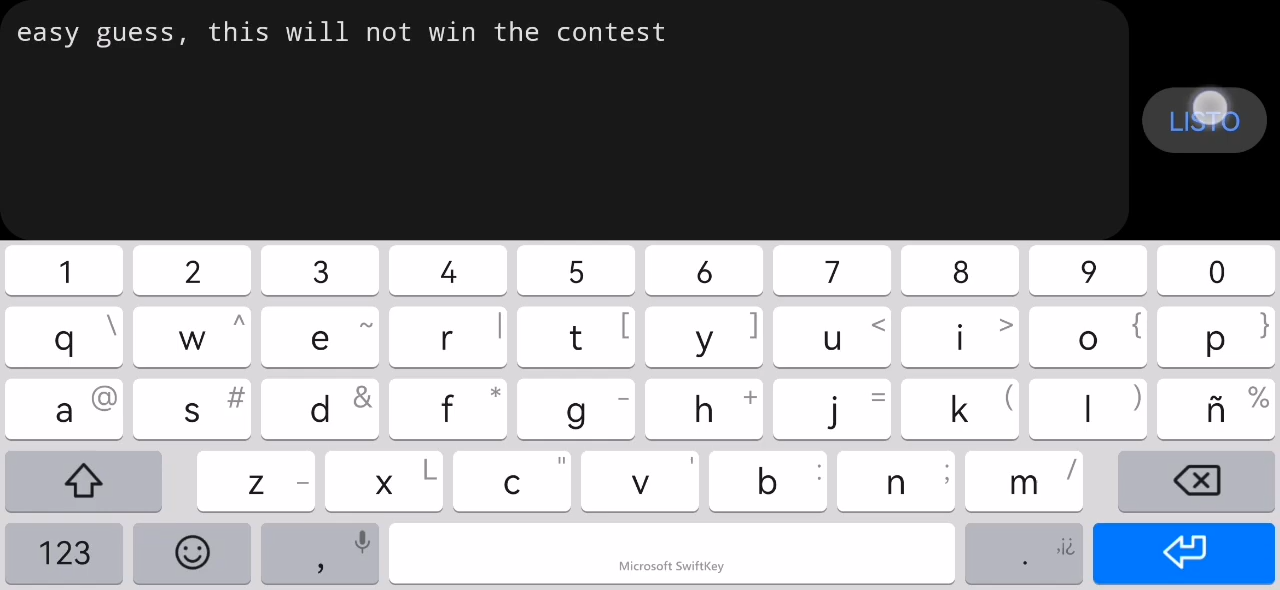 easy guess, this will not win the contest
LISTO
1 2 3 4 5 6 7 8 9 0
q \ w ^ e ~ r | t [ y ] u < i > o { p }
a @ s # d & f * g – h + j = k ( l ) ñ %
z _ x L c " v ' b : n ; m /
123 , Microsoft SwiftKey . ,¡¿